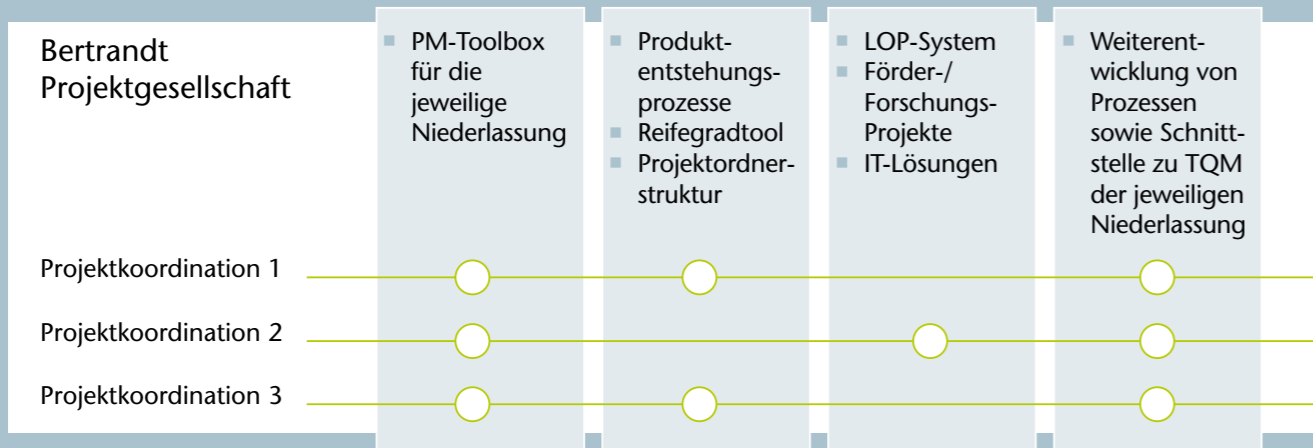 Bertrandt
Projektgesellschaft
PM-Toolbox
für die
jeweilige
Niederlassung
Produkt-
entstehungs-
prozesse
Reifegradtool
Projektordner-
struktur
LOP-System
Förder-/
Forschungs-
Projekte
IT-Lösungen
Weiterent-
wicklung von
Prozessen
sowie Schnitt-
stelle zu TQM
der jeweiligen
Niederlassung
Projektkoordination 1
Projektkoordination 2
Projektkoordination 3